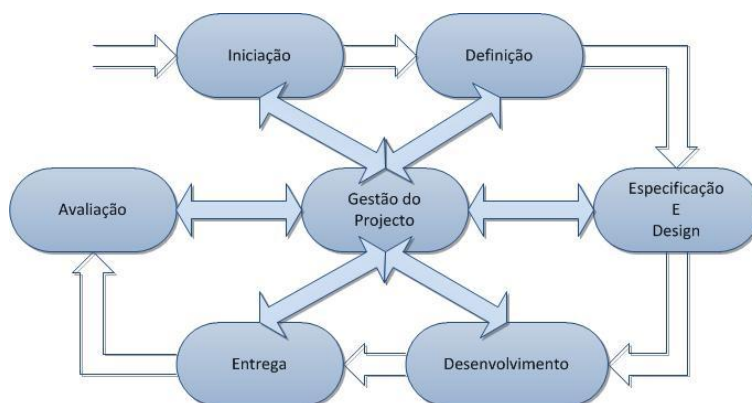 Iniciação
Definição
Especificação
E
Design
Gestão do
Projecto
Avaliação
Entrega
Desenvolvimento